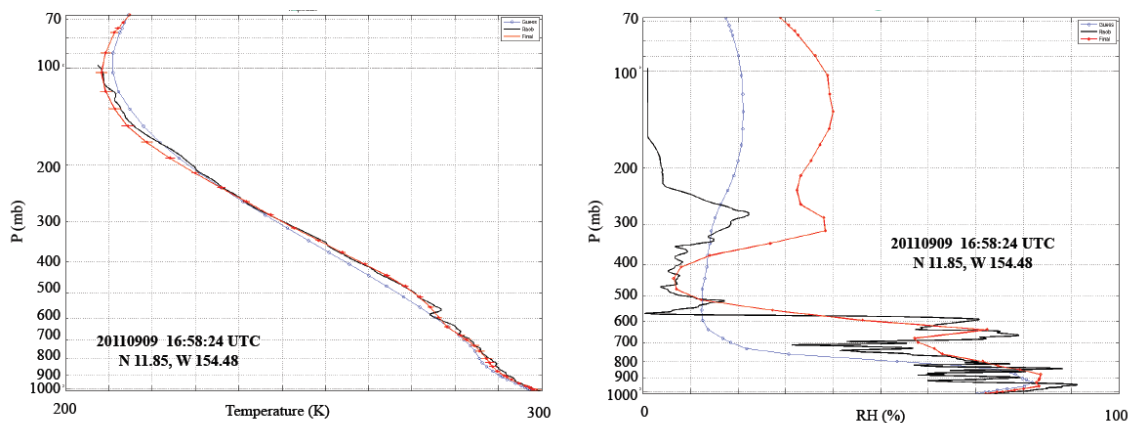 70
100
200
300
400
500
600
700
800
900
1000
P (mb)
Guess
Raob
Final
20110909 16:58:24 UTC
N 11.85, W 154.48
200
Temperature (K)
300
70
100
200
300
400
500
600
700
800
900
1000
P (mb)
Guess
Raob
Final
20110909 16:58:24 UTC
N 11.85, W 154.48
0
RH (%)
100